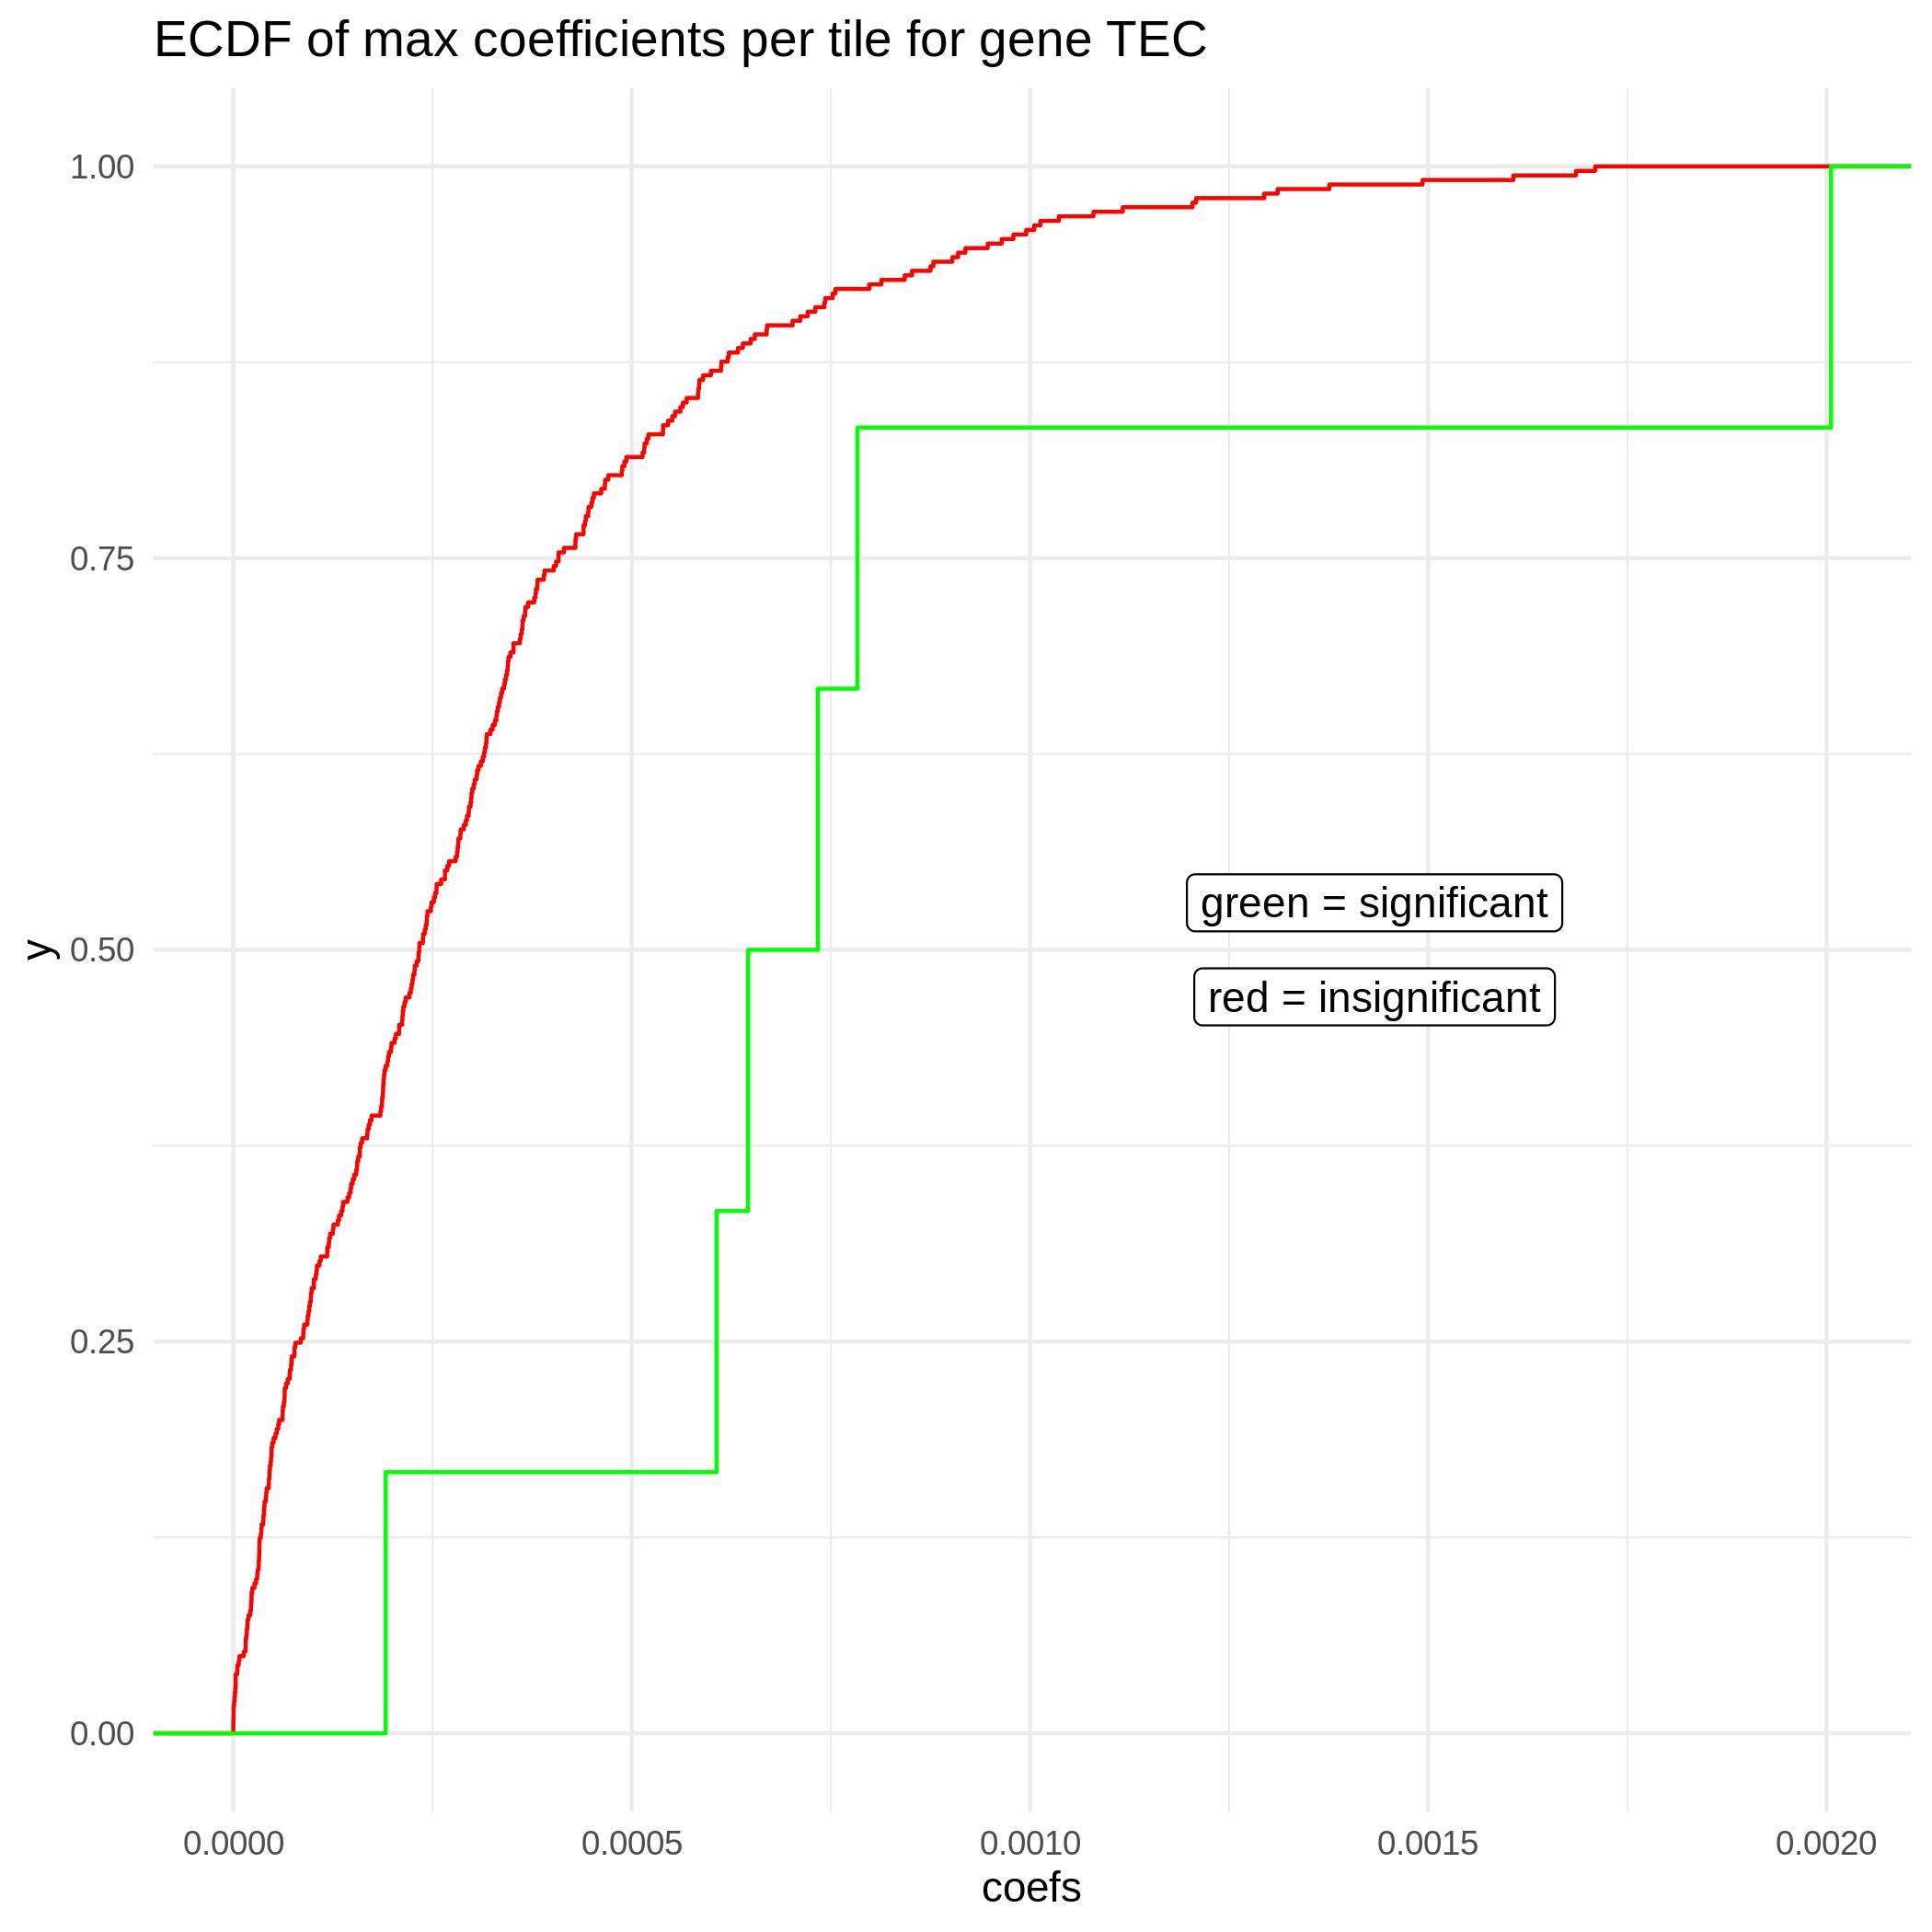 ECDF of max coefficients per tile for gene TEC
1.00
0.75
0.50
0.25
0.00
y
green = significant
red = insignificant
0.0000 0.0005 0.0010 0.0015 0.0020
coefs